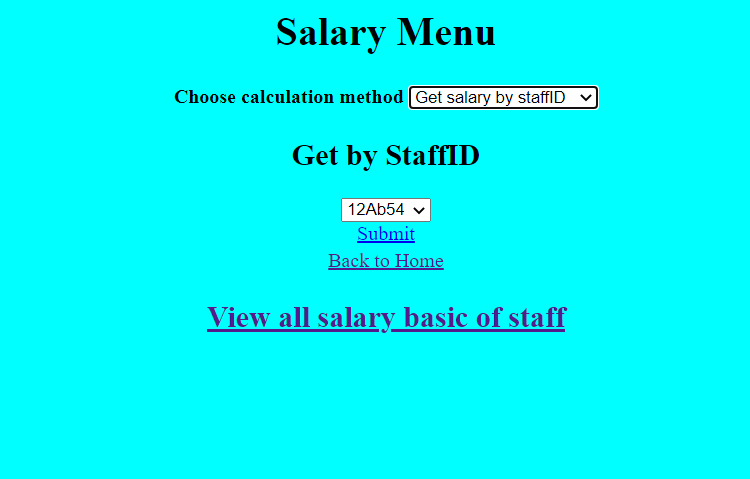 Salary Menu
Choose calculation method Get salary by staffID
Get by StaffID
12Ab54
Submit
Back to Home
View all salary basic of staff